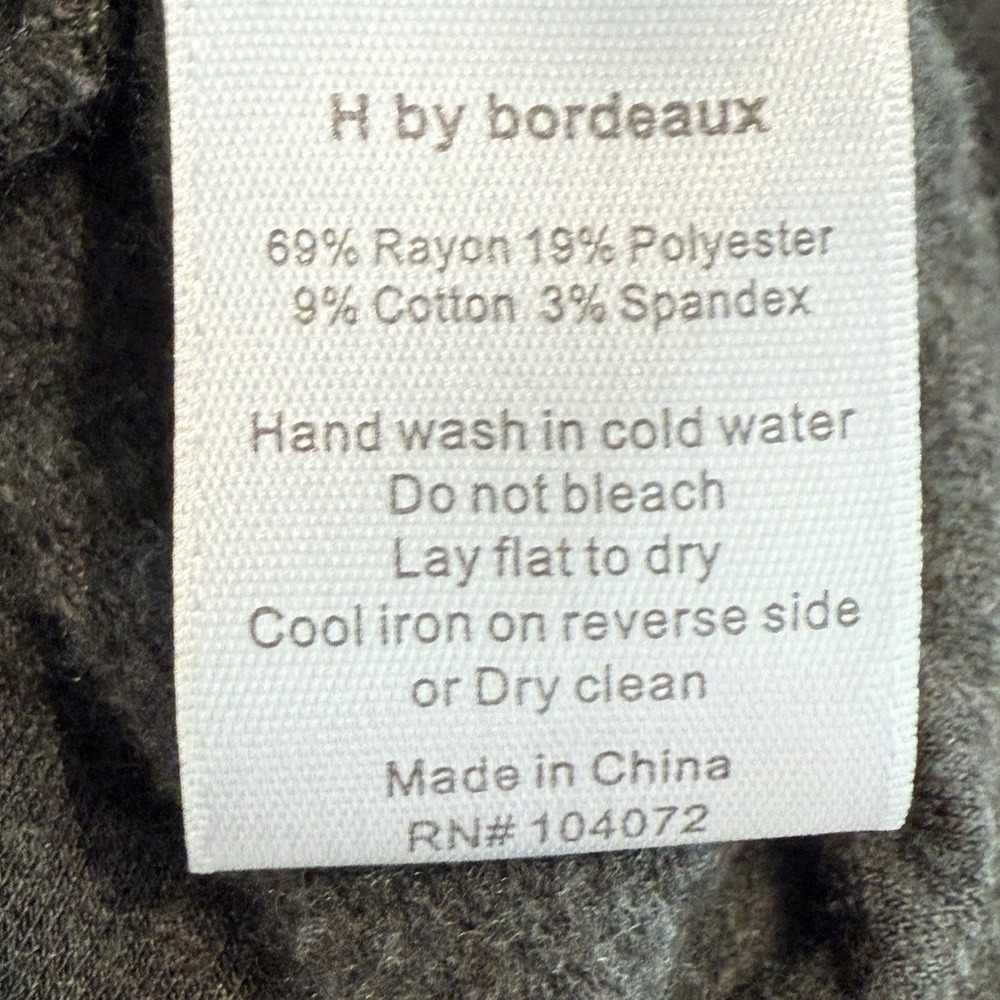 H by bordeaux
69% Rayon 19% Polyester
9% Cotton 3% Spandex
Hand wash in cold water
Do not bleach
Lay flat to dry
Cool iron on reverse side
or Dry clean
Made in China
RN# 104072